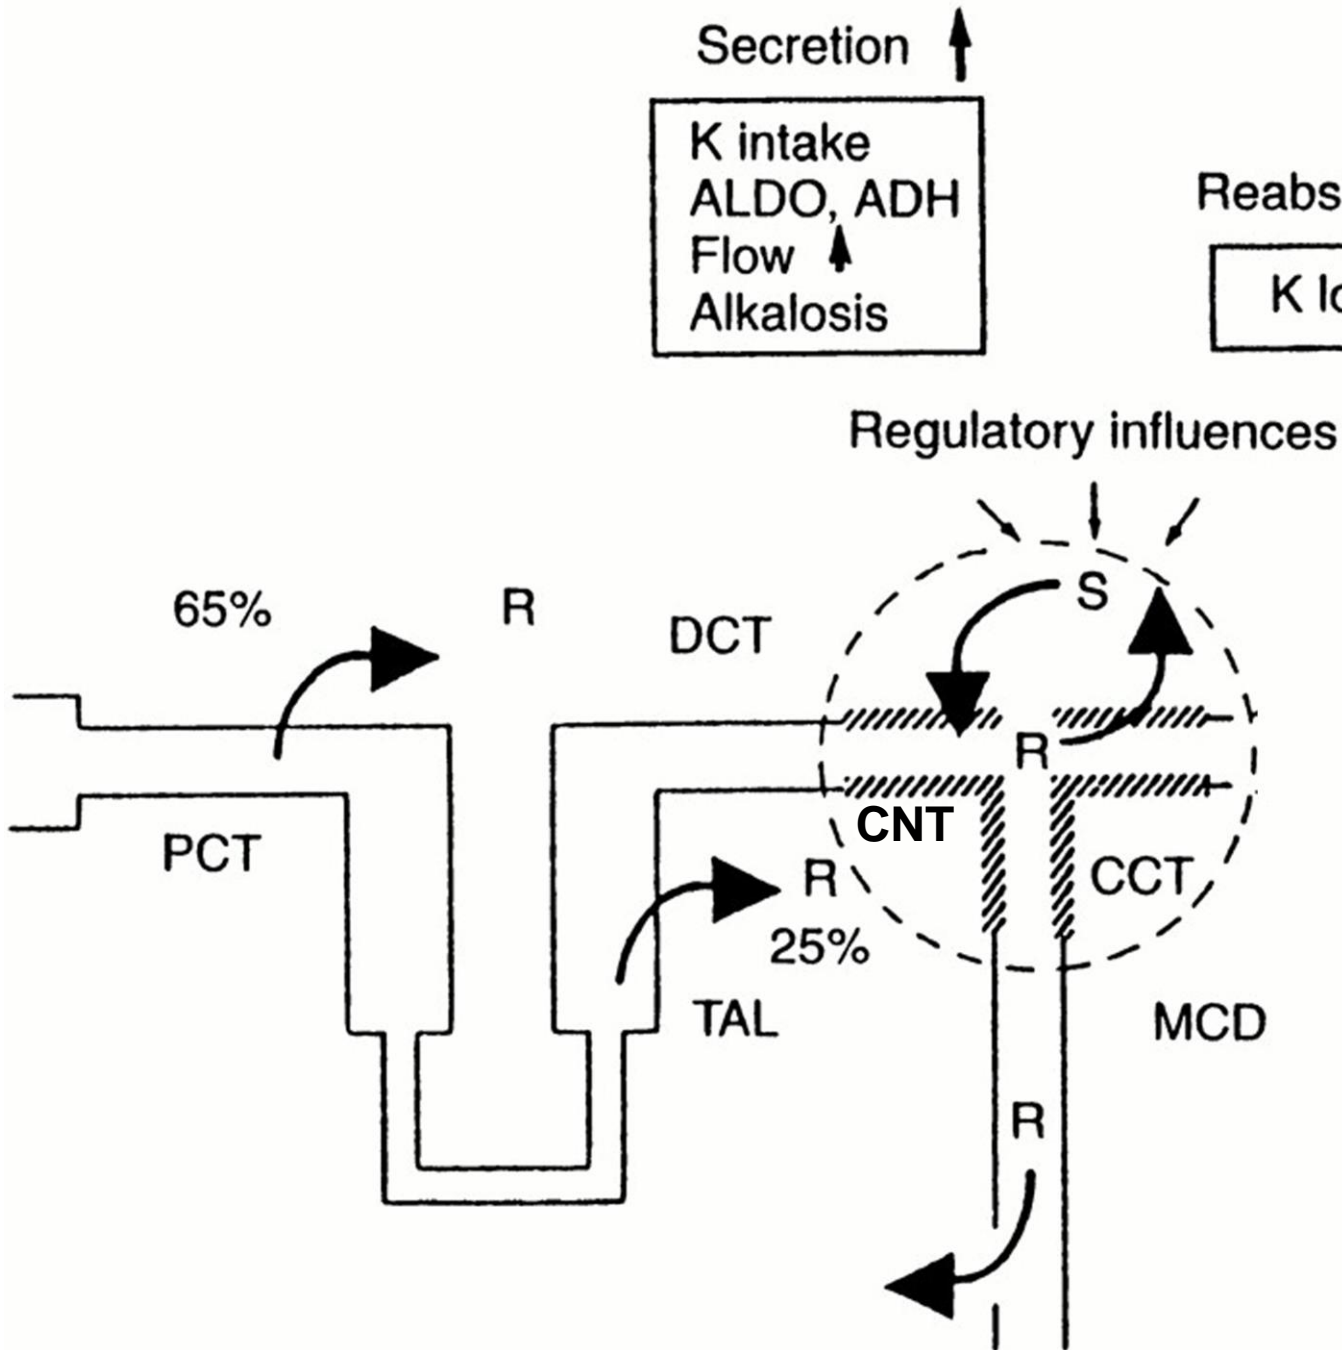 Secretion
K intake
ALDO, ADH
Flow
Alkalosis
Reabs
K lo
Regulatory influences
65%
R
DCT
S
R
CNT
PCT
R
CCT
25%
TAL
MCD
R